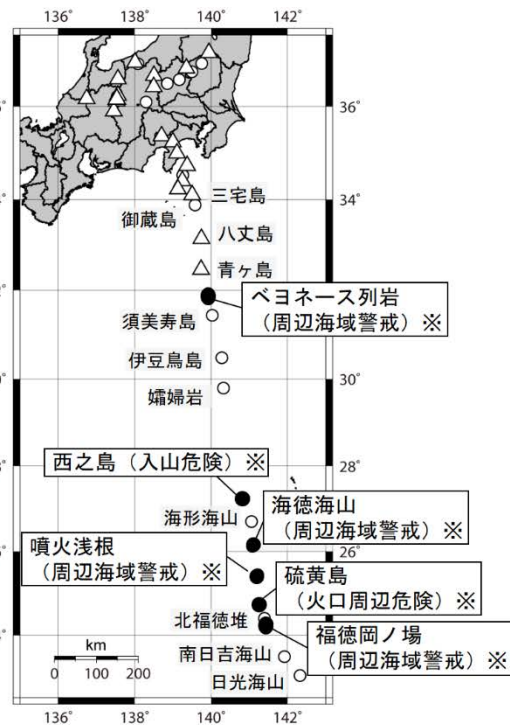 136°
138°
140°
142°
36°
三宅島
34°
御蔵島
八丈島
青ヶ島
ベヨネース列岩
（周辺海域警戒）※
須美寿島
伊豆鳥島
30°
孀婦岩
28°
西之島（入山危険）※
海徳海山
（周辺海域警戒）※
海形海山
26°
噴火浅根
（周辺海域警戒）※
硫黄島
（火口周辺危険）※
北福徳堆
福徳岡ノ場
（周辺海域警戒）※
km
0 100 200
南日吉海山
日光海山
136°
138°
140°
142°